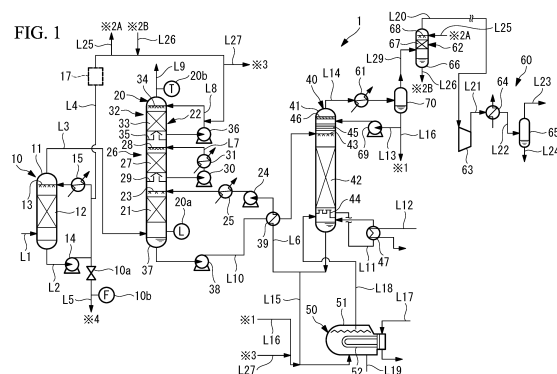 FIG. 1
1
※2A
※2B
L25
L26
L27
※3
17
L4
L3
10
11
13
15
12
14
L1
L2
10a
10b
F
L5
※4
L9
T
20b
34
20
32
33
22
L8
35
36
28
26
27
L7
31
29
30
23
24
25
21
20a
L
37
38
L10
39
L6
L15
40
41
L14
61
46
45
43
69
L13
L16
※1
42
44
L12
47
L11
L18
70
L29
L20
68
67
L25
※2A
62
66
L26
※2B
60
L21
64
L23
63
L22
65
L24
※1
L16
※3
L27
50
51
52
L17
L19